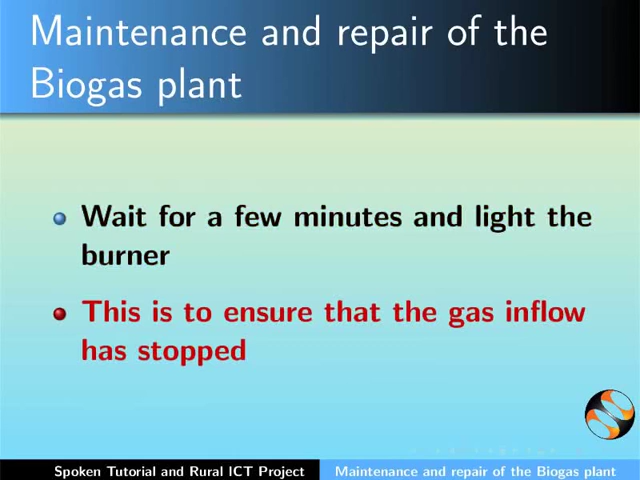 Maintenance and repair of the
Biogas plant
Wait for a few minutes and light the
burner
This is to ensure that the gas inflow
has stopped
Spoken Tutorial and Rural ICT Project
Maintenance and repair of the Biogas plant